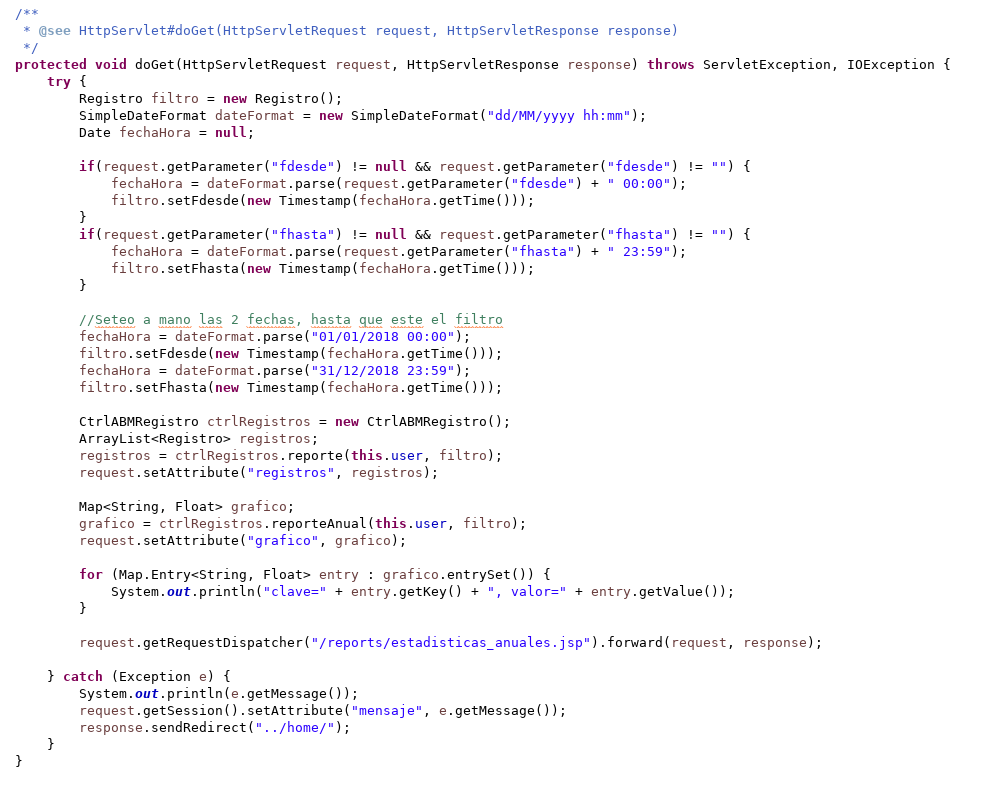 /**
 * @see HttpServlet#doGet(HttpServletRequest request, HttpServletResponse response)
 */
protected void doGet(HttpServletRequest request, HttpServletResponse response) throws ServletException, IOException {
    try {
        Registro filtro = new Registro();
        SimpleDateFormat dateFormat = new SimpleDateFormat("dd/MM/yyyy hh:mm");
        Date fechaHora = null;

        if(request.getParameter("fdesde") != null && request.getParameter("fdesde") != "") {
            fechaHora = dateFormat.parse(request.getParameter("fdesde") + " 00:00");
            filtro.setFdesde(new Timestamp(fechaHora.getTime()));
        }
        if(request.getParameter("fhasta") != null && request.getParameter("fhasta") != "") {
            fechaHora = dateFormat.parse(request.getParameter("fhasta") + " 23:59");
            filtro.setFhasta(new Timestamp(fechaHora.getTime()));
        }

        //Seteo a mano las 2 fechas, hasta que este el filtro
        fechaHora = dateFormat.parse("01/01/2018 00:00");
        filtro.setFdesde(new Timestamp(fechaHora.getTime()));
        fechaHora = dateFormat.parse("31/12/2018 23:59");
        filtro.setFhasta(new Timestamp(fechaHora.getTime()));

        CtrlABMRegistro ctrlRegistros = new CtrlABMRegistro();
        ArrayList<Registro> registros;
        registros = ctrlRegistros.reporte(this.user, filtro);
        request.setAttribute("registros", registros);

        Map<String, Float> grafico;
        grafico = ctrlRegistros.reporteAnual(this.user, filtro);
        request.setAttribute("grafico", grafico);

        for (Map.Entry<String, Float> entry : grafico.entrySet()) {
            System.out.println("clave=" + entry.getKey() + ", valor=" + entry.getValue());
        }

        request.getRequestDispatcher("/reports/estadisticas_anuales.jsp").forward(request, response);

    } catch (Exception e) {
        System.out.println(e.getMessage());
        request.getSession().setAttribute("mensaje", e.getMessage());
        response.sendRedirect("../home/");
    }
}